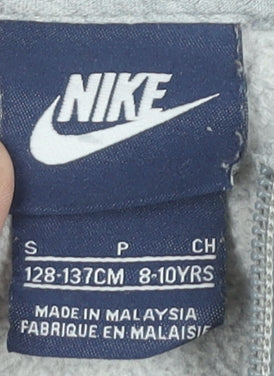 NIKE
S P CH
128-137CM 8-10YRS
MADE IN MALAYSIA
FABRIQUE EN MALAISIE